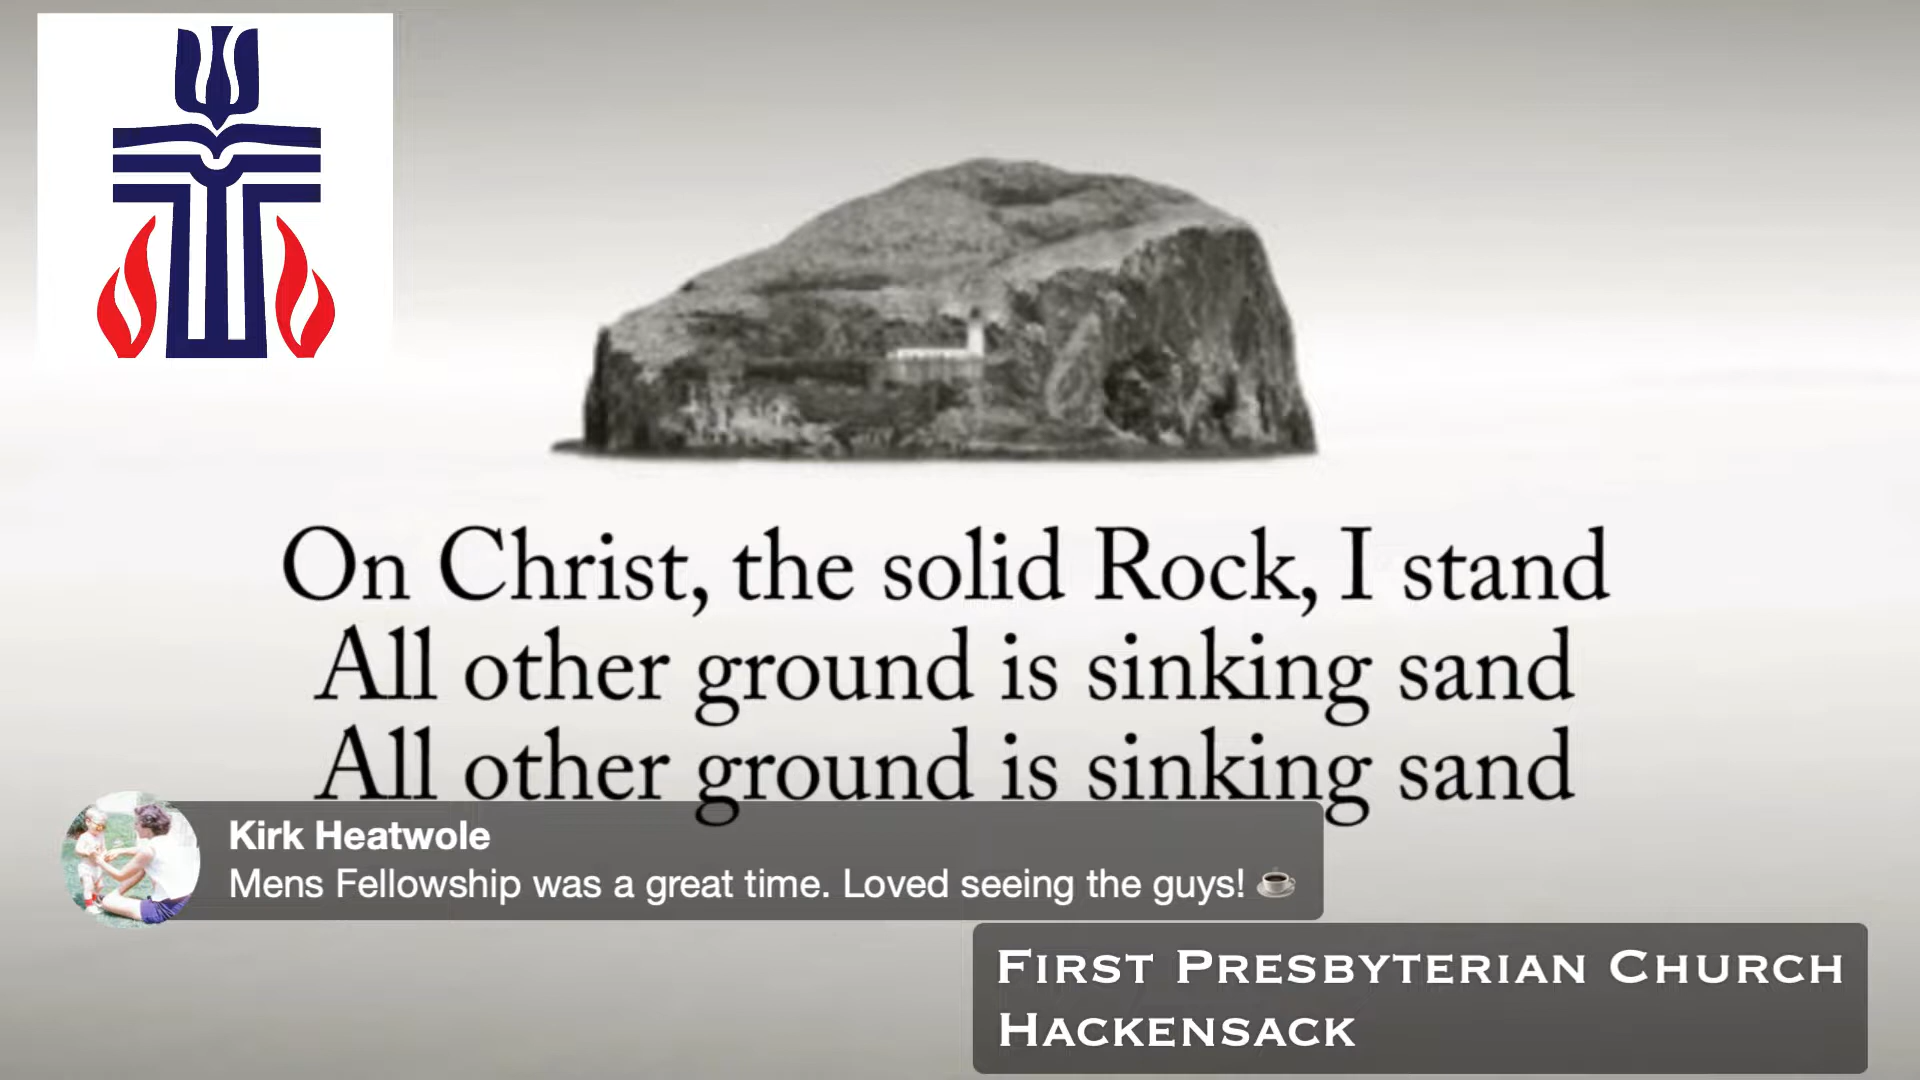 On Christ, the solid Rock, I stand
All other ground is sinking sand
All other ground is sinking sand
Kirk Heatwole
Mens Fellowship was a great time. Loved seeing the guys! ☕
First Presbyterian Church
Hackensack